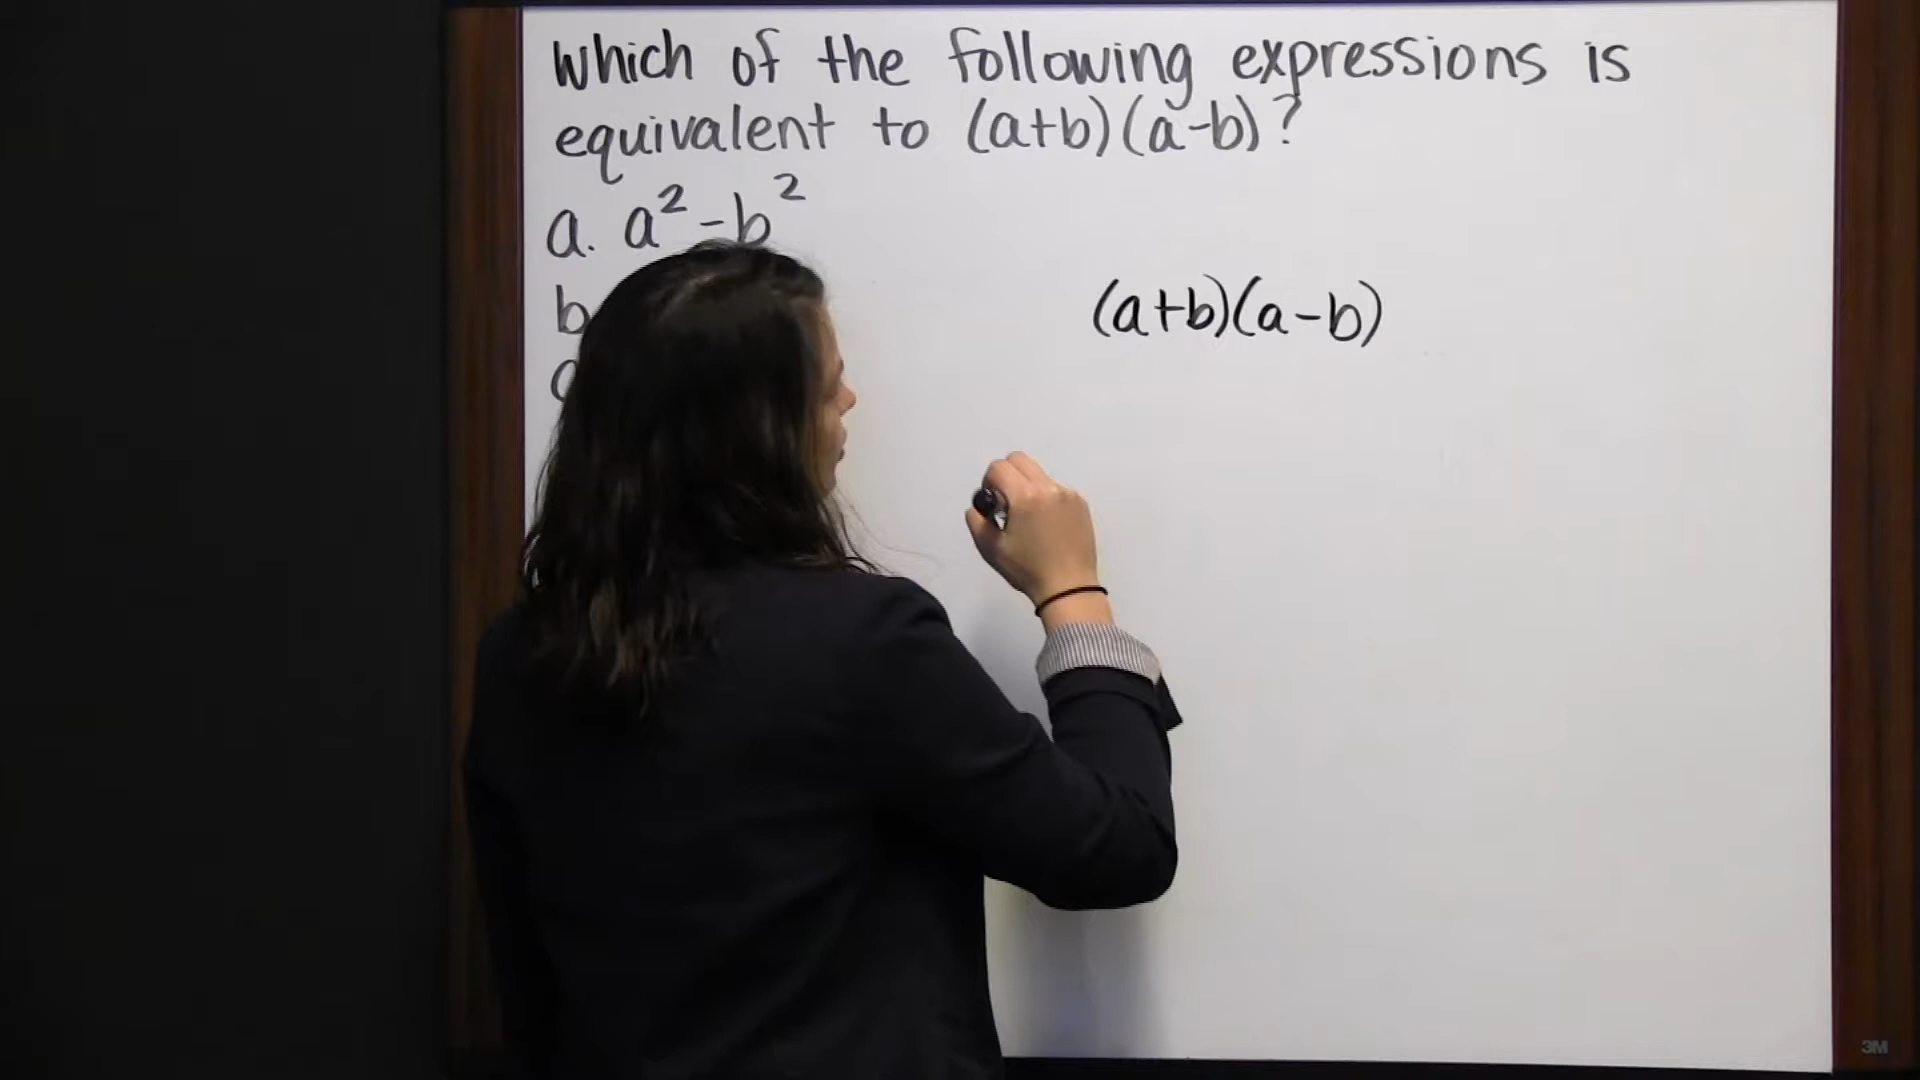 Which of the following expressions is
equivalent to (a+b)(a-b)?
a. a² - b²
b
(a+b)(a-b)
3M